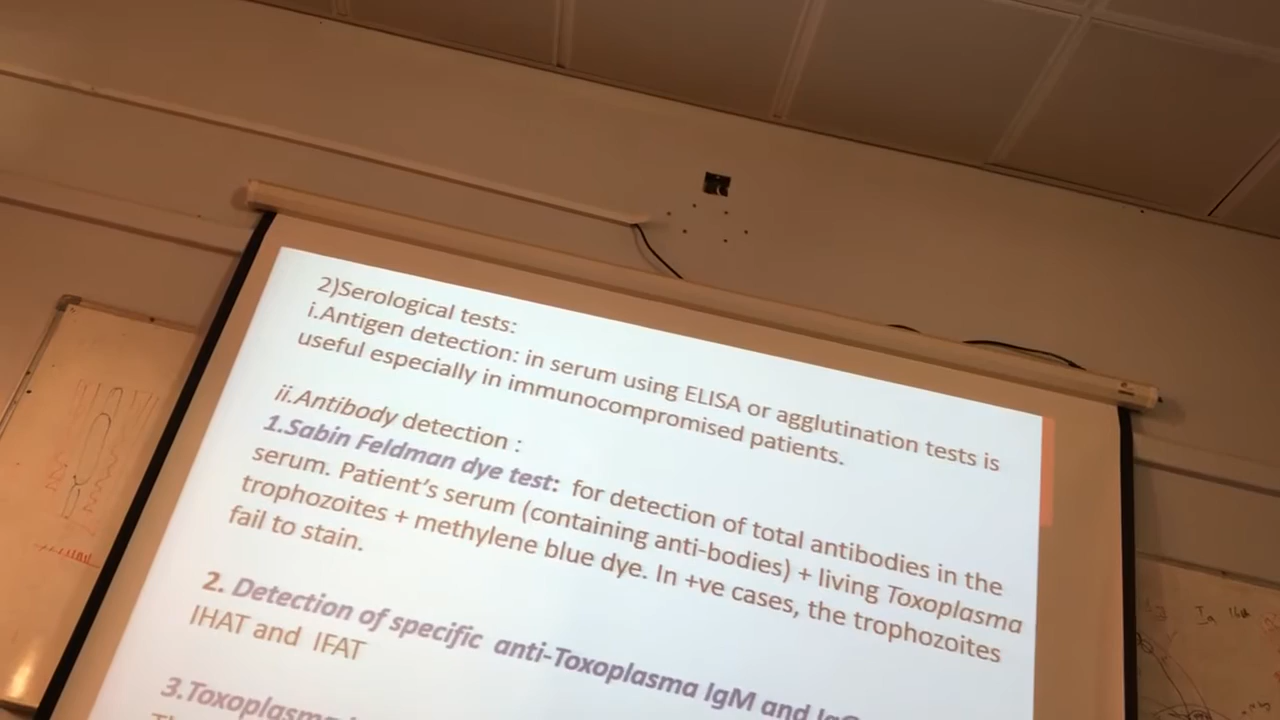 2)Serological tests:
i.Antigen detection: in serum using ELISA or agglutination tests is
useful especially in immunocompromised patients.
ii.Antibody detection :
1.Sabin Feldman dye test: for detection of total antibodies in the
serum. Patient's serum (containing anti-bodies) + living Toxoplasma
trophozoites + methylene blue dye. In +ve cases, the trophozoites
fail to stain.
2. Detection of specific anti-Toxoplasma IgM and
IHAT and IFAT
3.Toxoplasma